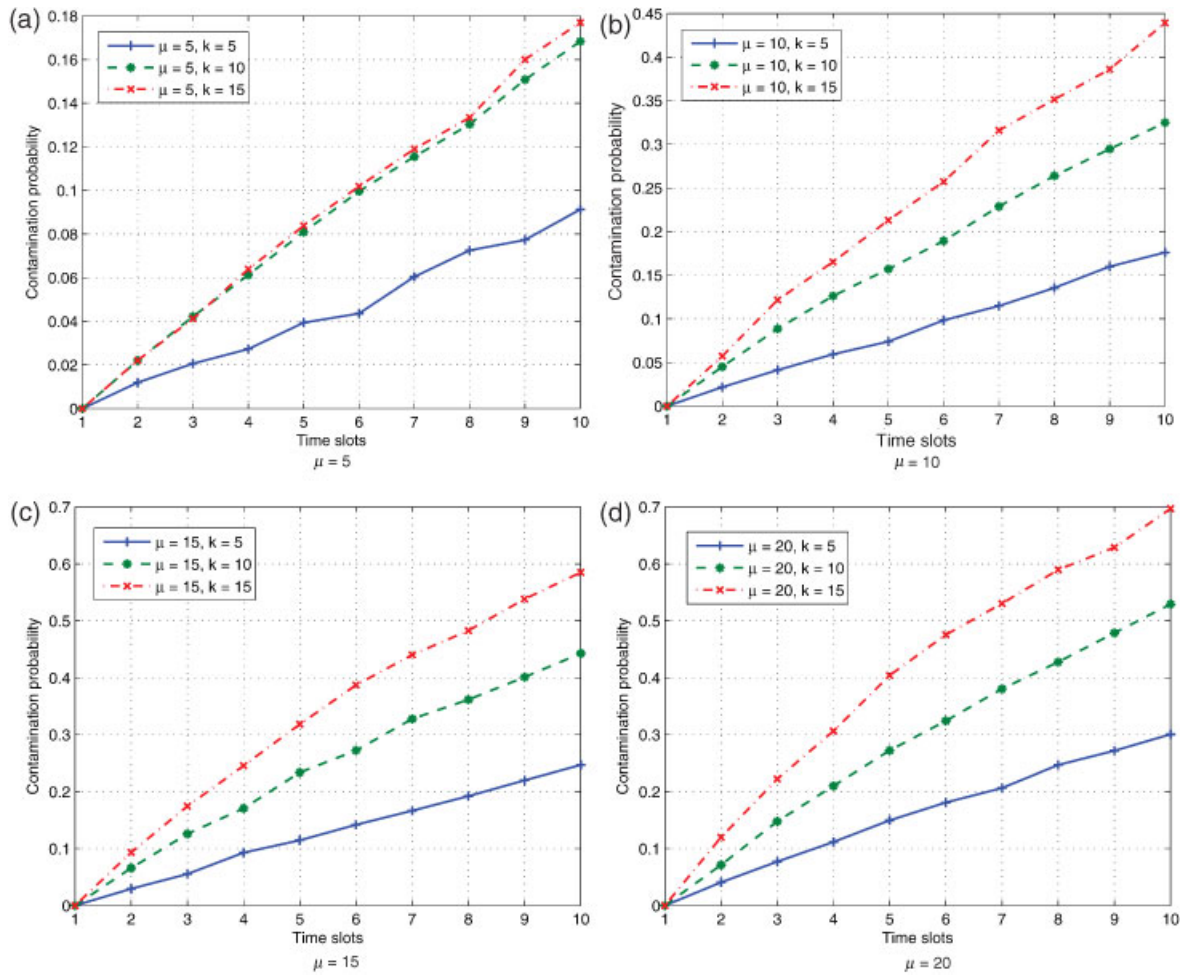 (a)
0.18
0.16
0.14
0.12
0.1
0.08
0.06
0.04
0.02
0
Contamination probability
μ = 5, k = 5
μ = 5, k = 10
μ = 5, k = 15
1 2 3 4 5 6 7 8 9 10
Time slots
μ = 5
(b)
0.45
0.4
0.35
0.3
0.25
0.2
0.15
0.1
0.05
0
Contamination probability
μ = 10, k = 5
μ = 10, k = 10
μ = 10, k = 15
1 2 3 4 5 6 7 8 9 10
Time slots
μ = 10
(c)
0.7
0.6
0.5
0.4
0.3
0.2
0.1
0
Contamination probability
μ = 15, k = 5
μ = 15, k = 10
μ = 15, k = 15
1 2 3 4 5 6 7 8 9 10
Time slots
μ = 15
(d)
0.7
0.6
0.5
0.4
0.3
0.2
0.1
0
Contamination probability
μ = 20, k = 5
μ = 20, k = 10
μ = 20, k = 15
1 2 3 4 5 6 7 8 9 10
Time slots
μ = 20